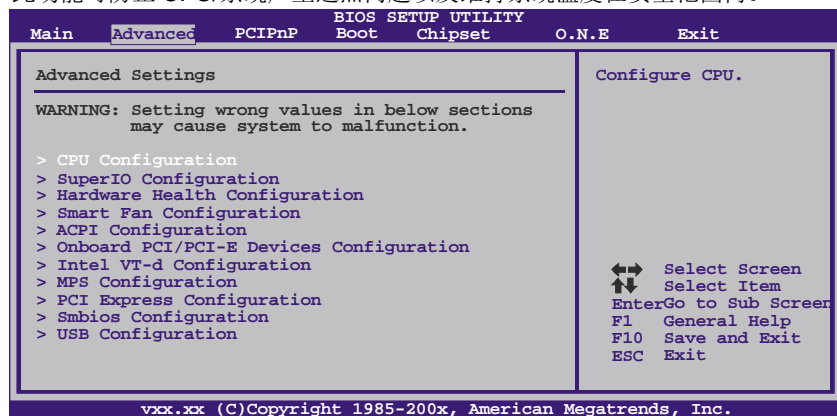 BIOS SETUP UTILITY
Main Advanced PCIPnP Boot Chipset O.N.E Exit
Advanced Settings
WARNING: Setting wrong values in below sections
may cause system to malfunction.
> CPU Configuration
> SuperIO Configuration
> Hardware Health Configuration
> Smart Fan Configuration
> ACPI Configuration
> Onboard PCI/PCI-E Devices Configuration
> Intel VT-d Configuration
> MPS Configuration
> PCI Express Configuration
> Smbios Configuration
> USB Configuration
Configure CPU.
Select Screen
Select Item
EnterGo to Sub Screen
F1 General Help
F10 Save and Exit
ESC Exit
vxx.xx (C)Copyright 1985-200x, American Megatrends, Inc.